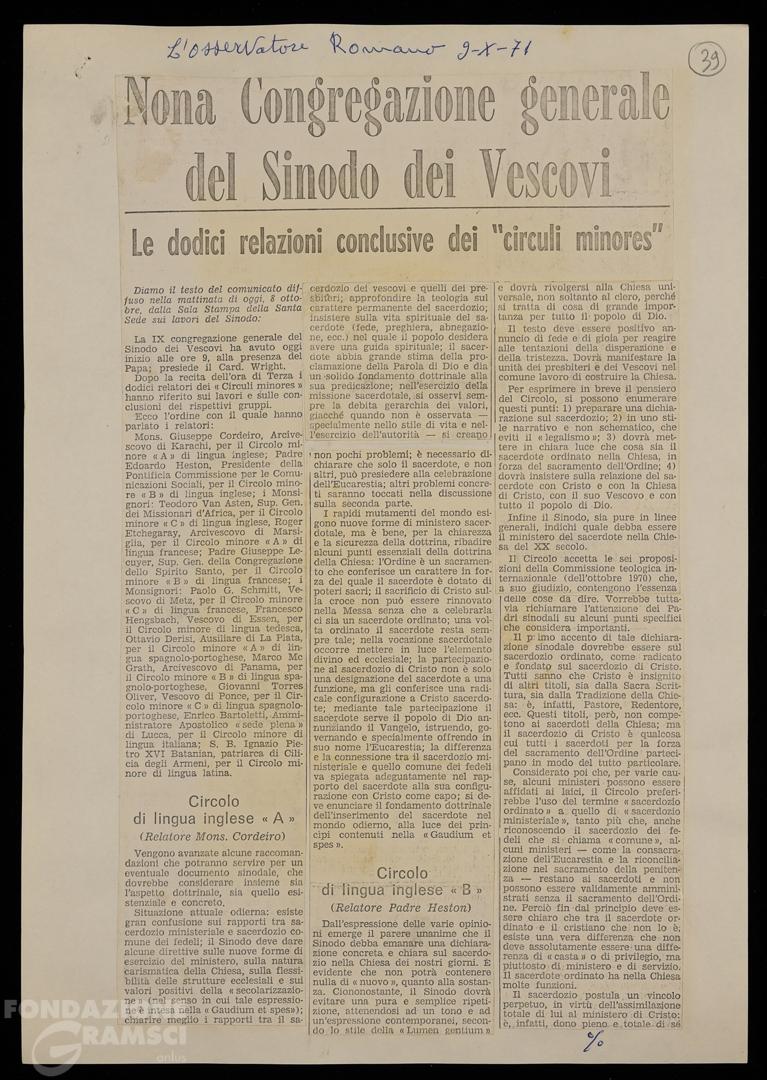 L'Osservatore Romano 9-X-71
39
Nona Congregazione generale
del Sinodo dei Vescovi
Le dodici relazioni conclusive dei "circuli minores"
Diamo il testo del comunicato dif-
fuso nella mattinata di oggi, 8 otto-
bre, dalla Sala Stampa della Santa
Sede sui lavori del Sinodo:
La IX congregazione generale del
Sinodo dei Vescovi ha avuto oggi
inizio alle ore 9, alla presenza del
Papa; presiede il Card. Wright.
Dopo la recita dell'ora di Terza i
dodici relatori dei « Circuli minores »
hanno riferito sui lavori e sulle con-
clusioni dei rispettivi gruppi.
Ecco l'ordine con il quale hanno
parlato i relatori:
Mons. Giuseppe Cordeiro, Arcive-
scovo di Karachi, per il Circolo mi-
nore « A » di lingua inglese; Padre
Edoardo Heston, Presidente della
Pontificia Commissione per le Comu-
nicazioni Sociali, per il Circolo mino-
re « B » di lingua inglese; i Monsi-
gnori: Teodoro Van Asten, Sup. Gen.
dei Missionari d'Africa, per il Circolo
minore « C » di lingua inglese, Roger
Etchegaray, Arcivescovo di Marsi-
glia, per il Circolo minore « A » di
lingua francese; Padre Giuseppe Le-
cuyer, Sup. Gen. della Congregazione
dello Spirito Santo, per il Circolo
minore « B » di lingua francese; i
Monsignori: Paolo G. Schmitt, Ve-
scovo di Metz, per il Circolo minore
« C » di lingua francese, Francesco
Hengsbach, Vescovo di Essen, per il
Circolo minore di lingua tedesca,
Ottavio Derisi, Ausiliare di La Plata,
per il Circolo minore « A » di lin-
gua spagnolo-portoghese, Marco Mc
Grath, Arcivescovo di Panama, per
il Circolo minore « B » di lingua spa-
gnolo-portoghese, Giovanni Torres
Oliver, Vescovo di Ponce, per il Cir-
colo minore « C » di lingua spagnolo-
portoghese, Enrico Bartoletti, Ammi-
nistratore Apostolico « sede plena »
di Lucca, per il Circolo minore di
lingua italiana; S. B. Ignazio Pie-
tro XVI Batanian, patriarca di Cili-
cia degli Armeni, per il Circolo mi-
nore di lingua latina.
Circolo
di lingua inglese « A »
(Relatore Mons. Cordeiro)
Vengono avanzate alcune raccoman-
dazioni che potranno servire per un
eventuale documento sinodale, che
dovrebbe considerare insieme sia
l'aspetto dottrinale, sia quello esi-
stenziale e concreto.
Situazione attuale odierna: esiste
gran confusione sui rapporti tra sa-
cerdozio ministeriale e sacerdozio co-
mune dei fedeli; il Sinodo deve dare
alcune direttive sulle nuove forme di
esercizio del ministero, sulla natura
carismatica della Chiesa, sulla flessi-
bilità delle strutture ecclesiali e sui
valori positivi della « secolarizzazio-
ne » (nel senso in cui tale espressio-
ne è intesa nella « Gaudium et spes »);
chiarire meglio i rapporti tra il sa-
cerdozio dei vescovi e quelli dei pre-
sbiteri; approfondire la teologia sul
carattere permanente del sacerdozio;
insistere sulla vita spirituale del sa-
cerdote (fede, preghiera, abnegazio-
ne, ecc.) nel quale il popolo desidera
avere una guida spirituale; il sacer-
dote abbia grande stima della pro-
clamazione della Parola di Dio e dia
un solido fondamento dottrinale alla
sua predicazione; nell'esercizio della
missione sacerdotale, si osservi sem-
pre la debita gerarchia dei valori,
giacché quando non è osservata —
specialmente nello stile di vita e nel-
l'esercizio dell'autorità — si creano
non pochi problemi; è necessario di-
chiarare che solo il sacerdote, e non
altri, può presiedere alla celebrazione
dell'Eucarestia; altri problemi concre-
ti saranno toccati nella discussione
sulla seconda parte.
I rapidi mutamenti del mondo esi-
gono nuove forme di ministero sacer-
dotale, ma è bene, per la chiarezza
e la sicurezza della dottrina, ribadire
alcuni punti essenziali della dottrina
della Chiesa: l'Ordine è un sacramen-
to che conferisce un carattere in for-
za del quale il sacerdote è dotato di
poteri sacri; il sacrificio di Cristo sul-
la croce non può essere rinnovato
nella Messa senza che a celebrarla
ci sia un sacerdote ordinato; una vol-
ta ordinato il sacerdote resta sem-
pre tale; nella vocazione sacerdotale
occorre mettere in luce l'elemento
divino ed ecclesiale; la partecipazio-
ne al sacerdozio di Cristo non è solo
una designazione del sacerdote a una
funzione, ma gli conferisce una radi-
cale configurazione a Cristo sacerdo-
te; mediante tale partecipazione il
sacerdote serve il popolo di Dio an-
nunziando il Vangelo, istruendo, go-
vernando e specialmente offrendo in
suo nome l'Eucarestia; la differenza
e la connessione tra il sacerdozio mi-
nisteriale e quello comune dei fedeli
va spiegata adeguatamente nel rap-
porto del sacerdote alla sua configu-
razione con Cristo come capo; si de-
ve enunciare il fondamento dottrinale
dell'inserimento del sacerdote nel
mondo odierno, alla luce dei prin-
cipi contenuti nella « Gaudium et
spes ».
Circolo
di lingua inglese « B »
(Relatore Padre Heston)
Dall'espressione delle varie opinio-
ni emerge il parere unanime che il
Sinodo debba emanare una dichiara-
zione concreta e chiara sul sacerdo-
zio nella Chiesa dei nostri giorni. È
evidente che non potrà contenere
nulla di « nuovo », quanto alla sostan-
za. Ciononostante, il Sinodo dovrà
evitare una pura e semplice ripeti-
zione, attenendosi ad un tono e ad
un'espressione contemporanei, secon-
do lo stile della « Lumen gentium »
e dovrà rivolgersi alla Chiesa uni-
versale, non soltanto al clero, perché
si tratta di cosa di grande impor-
tanza per tutto il popolo di Dio.
Il testo deve essere positivo an-
nuncio di fede e di gioia per reagire
alle tentazioni della disperazione e
della tristezza. Dovrà manifestare la
unità dei presbiteri e dei Vescovi nel
comune lavoro di costruire la Chiesa.
Per esprimere in breve il pensiero
del Circolo, si possono enumerare
questi punti: 1) preparare una dichia-
razione sul sacerdozio; 2) in uno sti-
le narrativo e non schematico, che
eviti il « legalismo »; 3) dovrà met-
tere in chiara luce che cosa sia il
sacerdote ordinato nella Chiesa, in
forza del sacramento dell'Ordine; 4)
dovrà insistere sulla relazione del sa-
cerdote con Cristo e con la Chiesa
di Cristo, con il suo Vescovo e con
tutto il popolo di Dio.
Infine il Sinodo, sia pure in linee
generali, indichi quale debba essere
il ministero del sacerdote nella Chie-
sa del XX secolo.
Il Circolo accetta le sei proposi-
zioni della Commissione teologica in-
ternazionale (dell'ottobre 1970) che,
a suo giudizio, contengono l'essenza
delle cose da dire. Vorrebbe tutta-
via richiamare l'attenzione dei Pa-
dri sinodali su alcuni punti specifici
che considera importanti.
Il primo accento di tale dichiara-
zione sinodale dovrebbe essere sul
sacerdozio ordinato, come radicato
e fondato sul sacerdozio di Cristo.
Tutti sanno che Cristo è insignito
di altri titoli, sia dalla Sacra Scrit-
tura, sia dalla Tradizione della Chie-
sa: è, infatti, Pastore, Redentore,
ecc. Questi titoli, però, non compe-
tono ai sacerdoti della Chiesa; ma
il sacerdozio di Cristo è qualcosa
cui tutti i sacerdoti per la forza
del sacramento dell'Ordine parteci-
pano in modo del tutto particolare.
Considerato poi che, per varie cau-
se, alcuni ministeri possono essere
affidati ai laici, il Circolo preferi-
rebbe l'uso del termine « sacerdozio
ordinato » a quello di « sacerdozio
ministeriale », tanto più che, anche
riconoscendo il sacerdozio dei fe-
deli che si chiama « comune », al-
cuni ministeri — come la consacra-
zione dell'Eucarestia e la riconcilia-
zione nel sacramento della peniten-
za — restano ai sacerdoti e non
possono essere validamente ammini-
strati senza il sacramento dell'Ordi-
ne. Perciò fin dal principio deve es-
sere chiaro che tra il sacerdote or-
dinato e il cristiano che non lo è,
esiste una vera differenza che non
deve assolutamente essere una diffe-
renza di « casta » o di privilegio, ma
piuttosto di ministero e di servizio.
Il sacerdote ordinato ha nella Chiesa
molte funzioni.
Il sacerdozio postula un vincolo
perpetuo, in virtù dell'assimilazione
totale di lui al ministro di Cristo:
è, infatti, dono pieno e totale di sé
%
FONDAZIONE
GRAMSCI
onlus